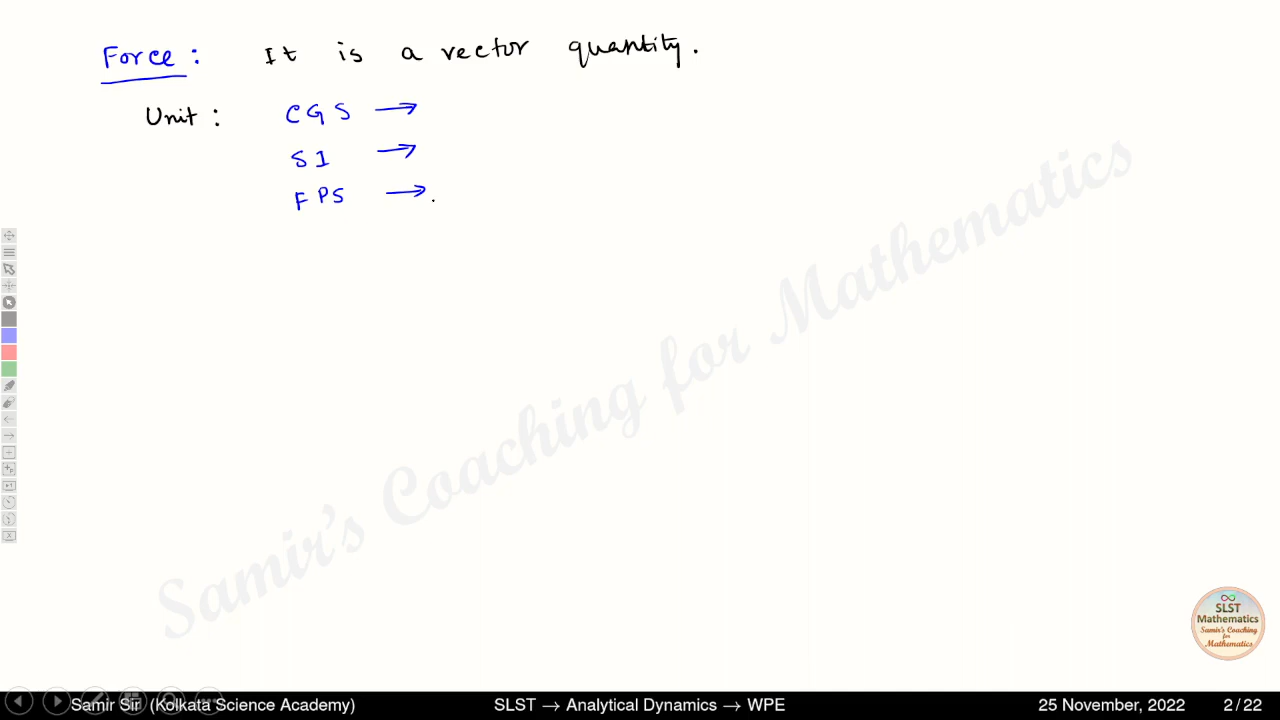 Force : It is a vector quantity.
Unit : CGS →
SI →
FPS →
Samir's Coaching for Mathematics
SLST
Mathematics
Samir's Coaching
for
Mathematics
Samir Sir (Kolkata Science Academy) SLST → Analytical Dynamics → WPE 25 November, 2022 2 / 22